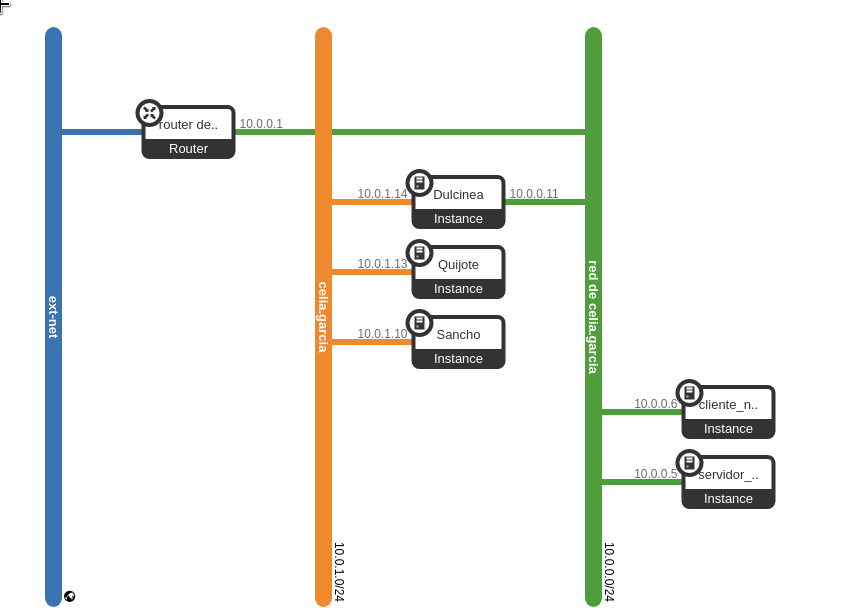 router de..
Router
10.0.0.1
10.0.1.14
Dulcinea
Instance
10.0.0.11
10.0.1.13
Quijote
Instance
10.0.1.10
Sancho
Instance
ext-net
celia.garcia
red de celia.garcia
10.0.0.6
cliente_n..
Instance
10.0.0.5
servidor_..
Instance
10.0.1.0/24
10.0.0.0/24